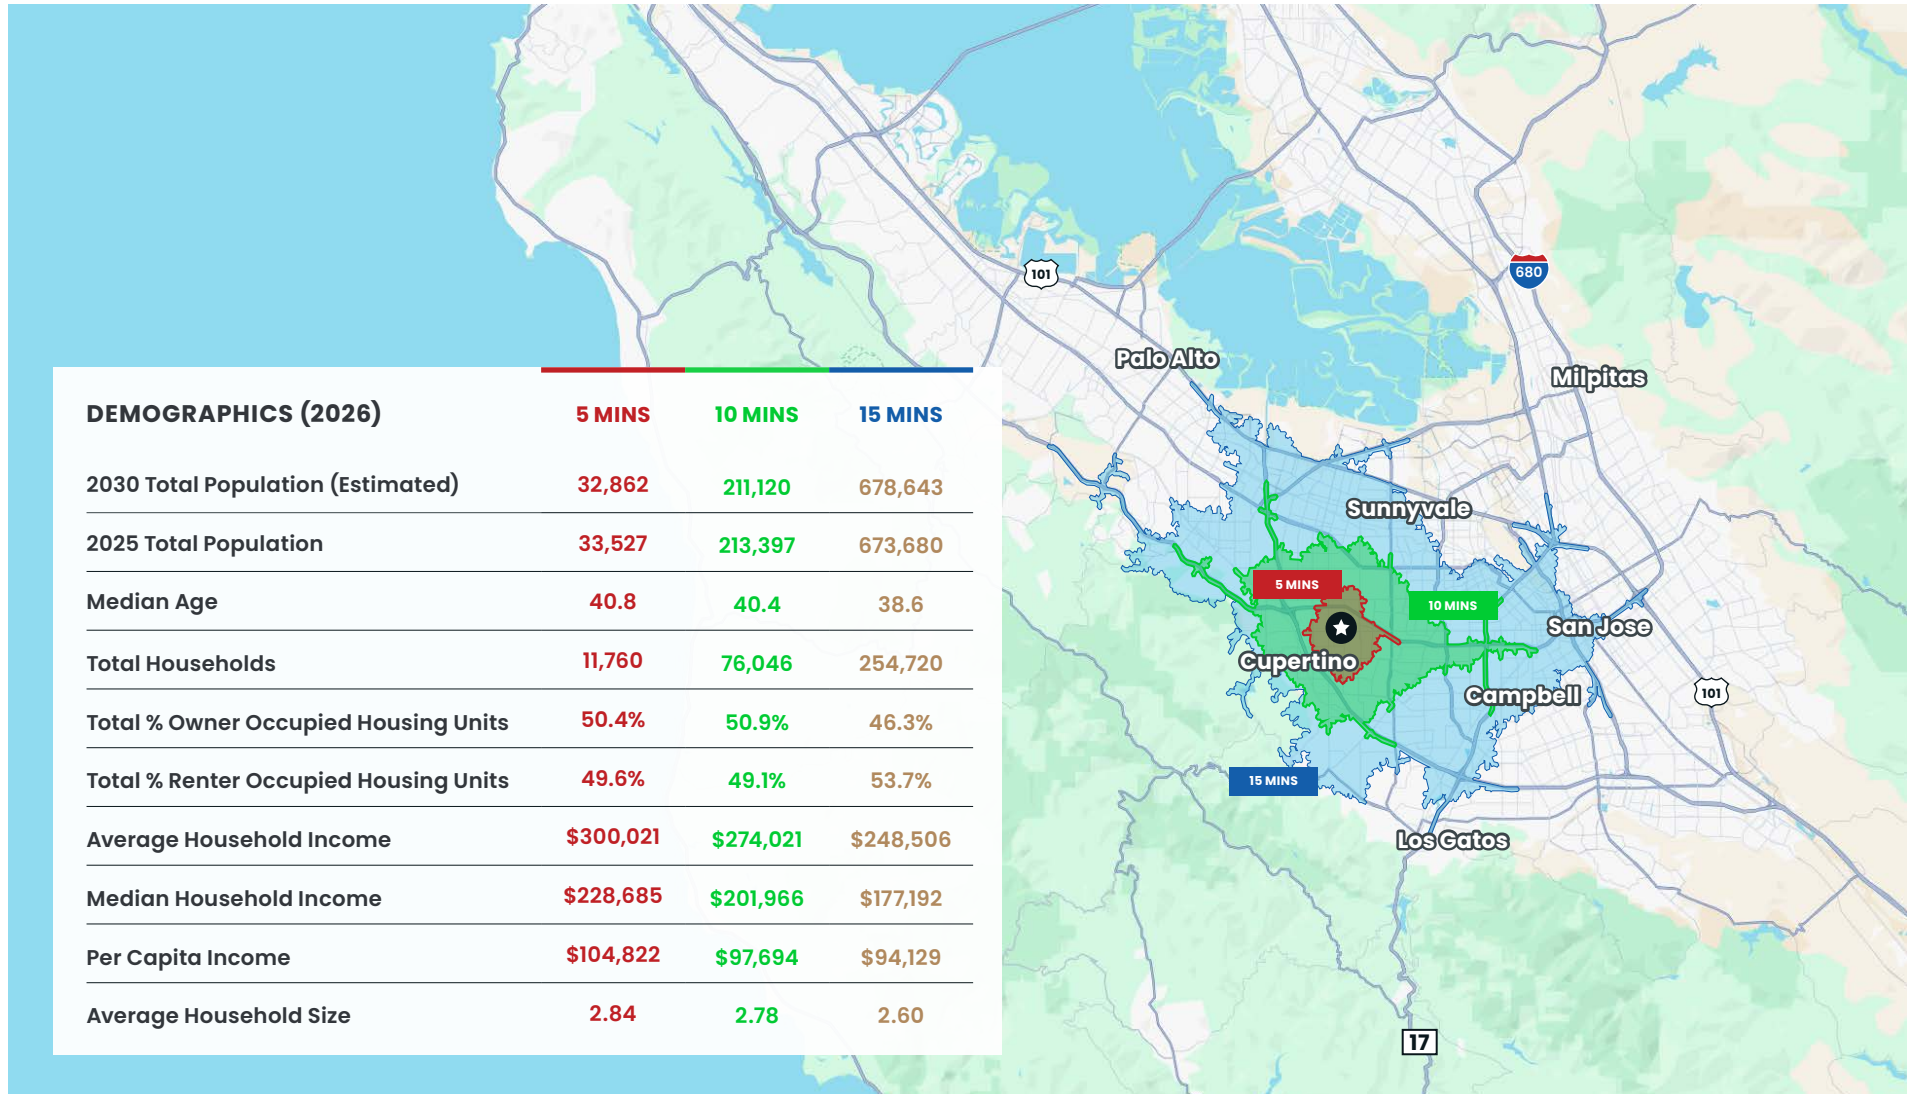 DEMOGRAPHICS (2026) 5 MINS 10 MINS 15 MINS
2030 Total Population (Estimated) 32,862 211,120 678,643
2025 Total Population 33,527 213,397 673,680
Median Age 40.8 40.4 38.6
Total Households 11,760 76,046 254,720
Total % Owner Occupied Housing Units 50.4% 50.9% 46.3%
Total % Renter Occupied Housing Units 49.6% 49.1% 53.7%
Average Household Income $300,021 $274,021 $248,506
Median Household Income $228,685 $201,966 $177,192
Per Capita Income $104,822 $97,694 $94,129
Average Household Size 2.84 2.78 2.60
101
680
Palo Alto
Milpitas
Sunnyvale
5 MINS
10 MINS
San Jose
Cupertino
Campbell
101
15 MINS
Los Gatos
17